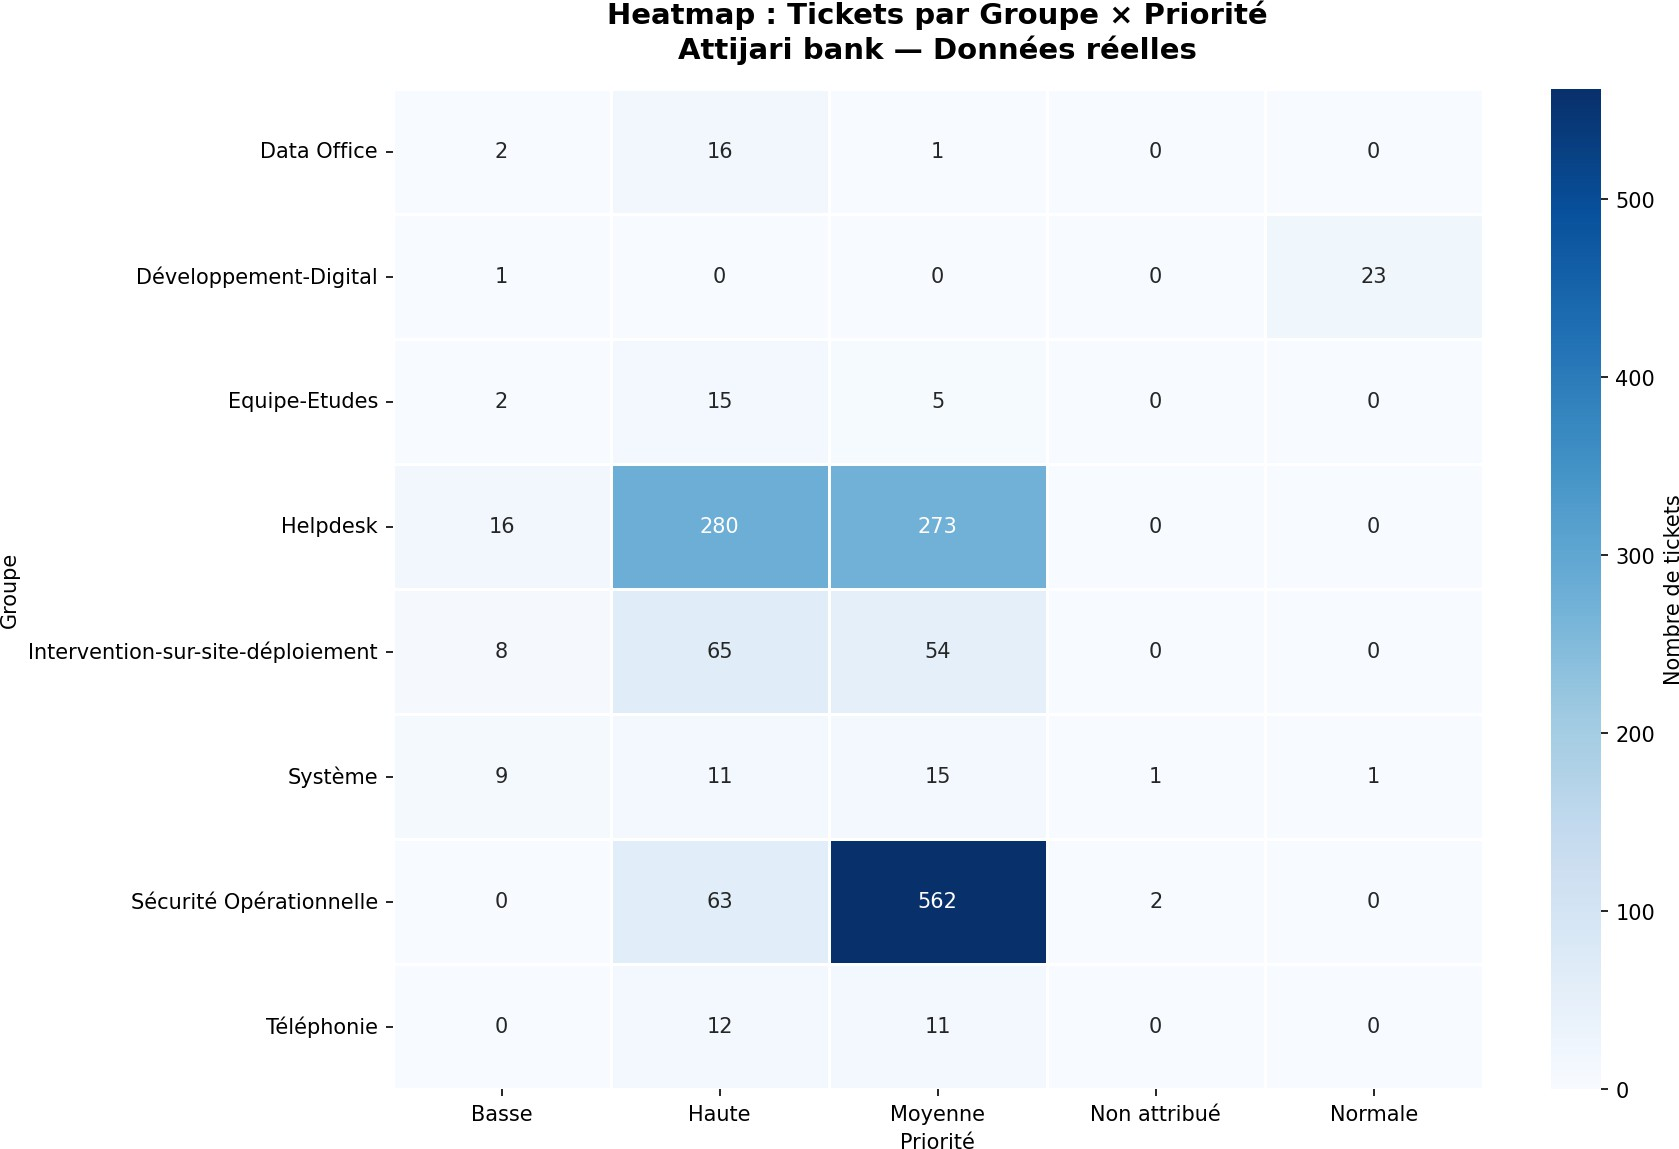 Heatmap : Tickets par Groupe × Priorité
Attijari bank — Données réelles
Groupe
Data Office 2 16 1 0 0
Développement-Digital 1 0 0 0 23
Equipe-Etudes 2 15 5 0 0
Helpdesk 16 280 273 0 0
Intervention-sur-site-déploiement 8 65 54 0 0
Système 9 11 15 1 1
Sécurité Opérationnelle 0 63 562 2 0
Téléphonie 0 12 11 0 0
Basse Haute Moyenne Non attribué Normale
Priorité
500
400
300
200
100
0
Nombre de tickets